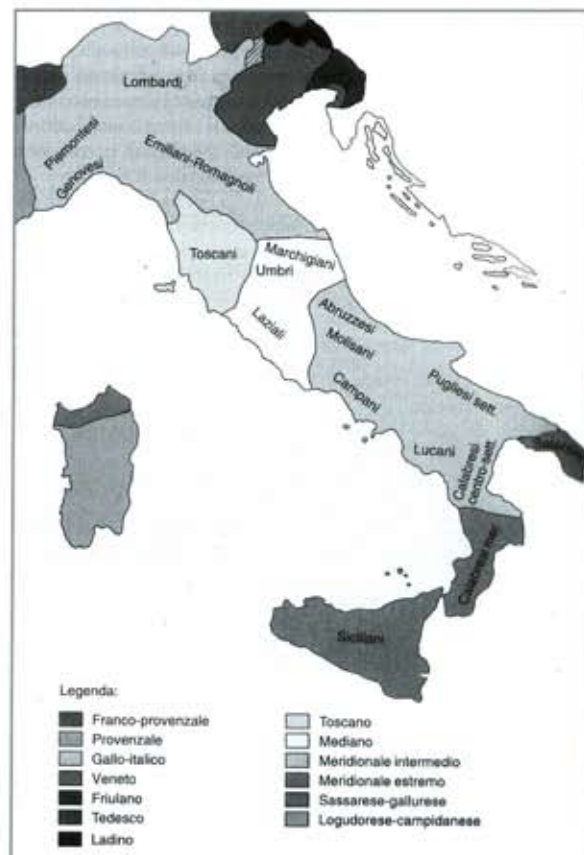 Lombardi
Piemontesi
Genovesi
Emiliani-Romagnoli
Toscani
Marchigiani
Umbri
Laziali
Abruzzesi
Molisani
Campani
Pugliesi sett.
Lucani
Calabresi
centro-sett.
Calabresi mer.
Siciliani
Legenda:
Franco-provenzale
Provenzale
Gallo-italico
Veneto
Friulano
Tedesco
Ladino
Toscano
Mediano
Meridionale intermedio
Meridionale estremo
Sassarese-gallurese
Logudorese-campidanese